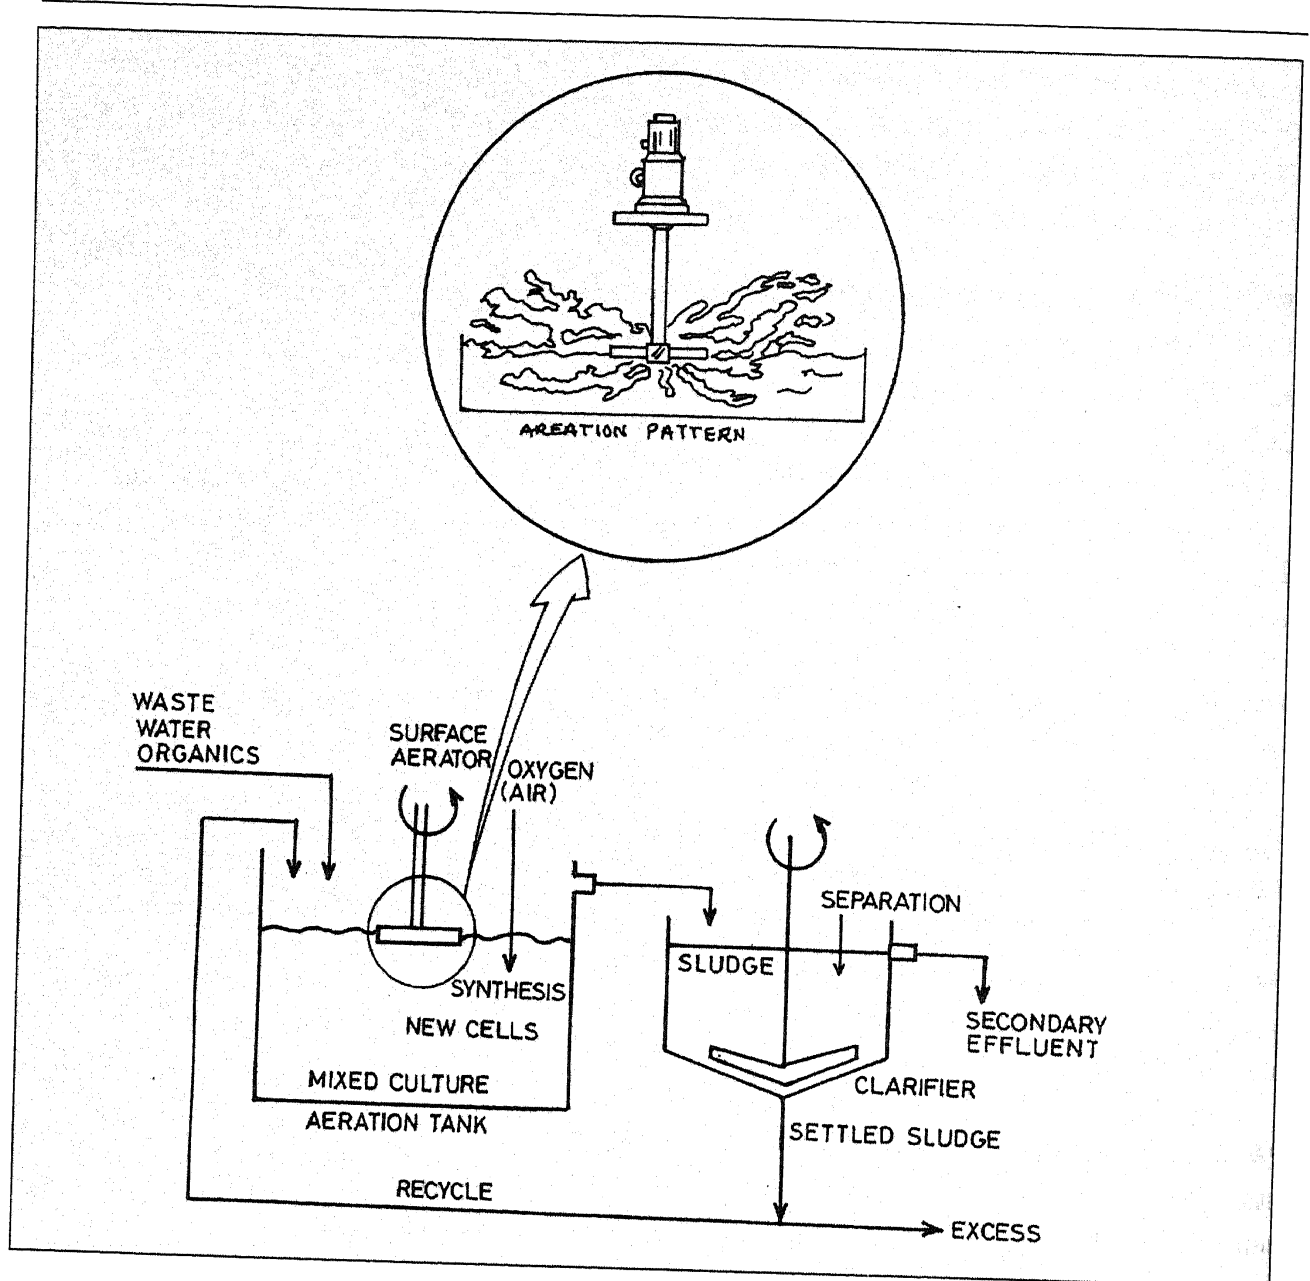 AREATION PATTERN
WASTE
WATER
ORGANICS
SURFACE
AERATOR
OXYGEN
(AIR)
SYNTHESIS
NEW CELLS
MIXED CULTURE
AERATION TANK
SEPARATION
SLUDGE
SECONDARY
EFFLUENT
CLARIFIER
SETTLED SLUDGE
RECYCLE
EXCESS